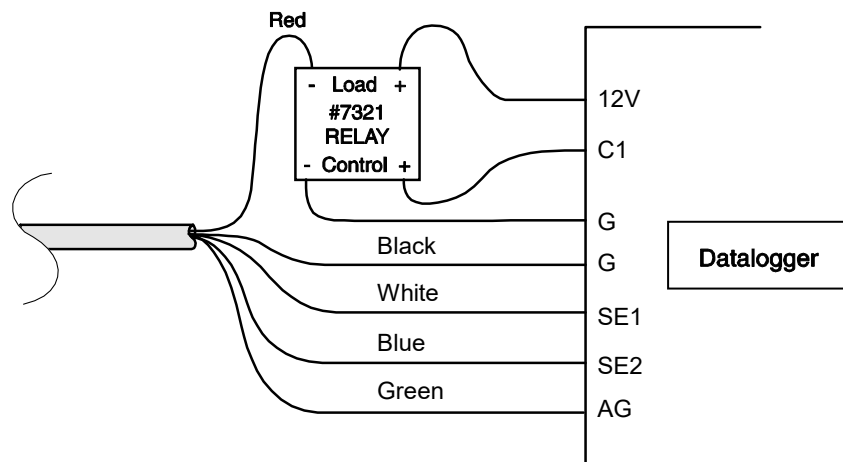 Red
- Load +
#7321
RELAY
- Control +
12V
C1
G
Black
G
White
SE1
Blue
SE2
Green
AG
Datalogger